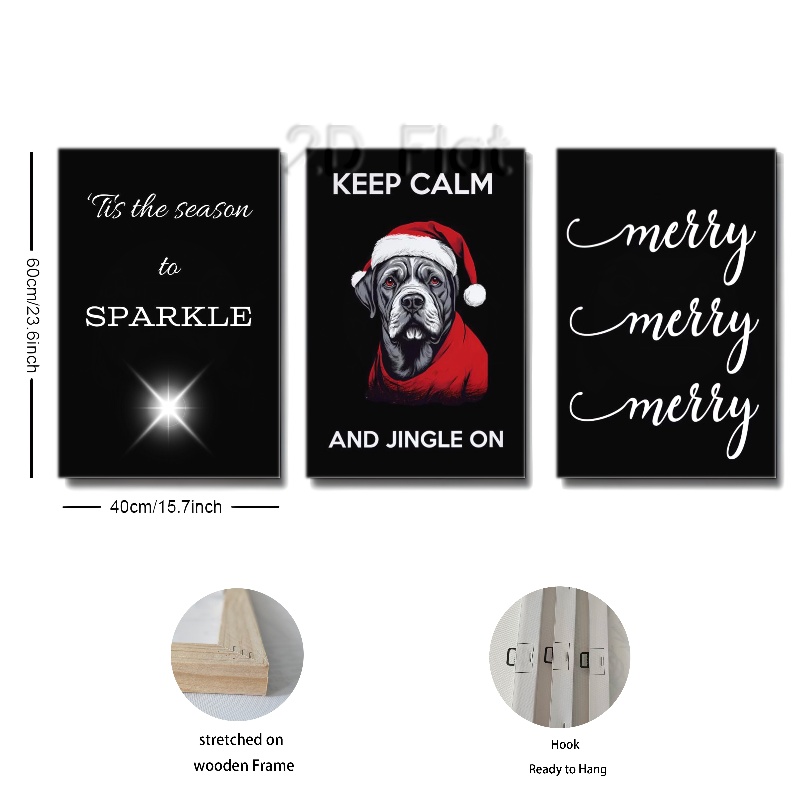 2D Flat
'Tis the season
to
SPARKLE
KEEP CALM
AND JINGLE ON
merry
merry
merry
60cm/23.6inch
40cm/15.7inch
stretched on
wooden Frame
Hook
Ready to Hang